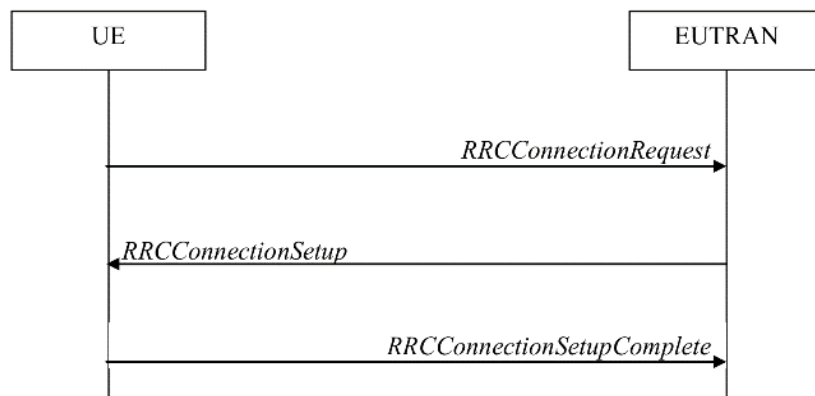 UE
EUTRAN
RRCConnectionRequest
RRCConnectionSetup
RRCConnectionSetupComplete